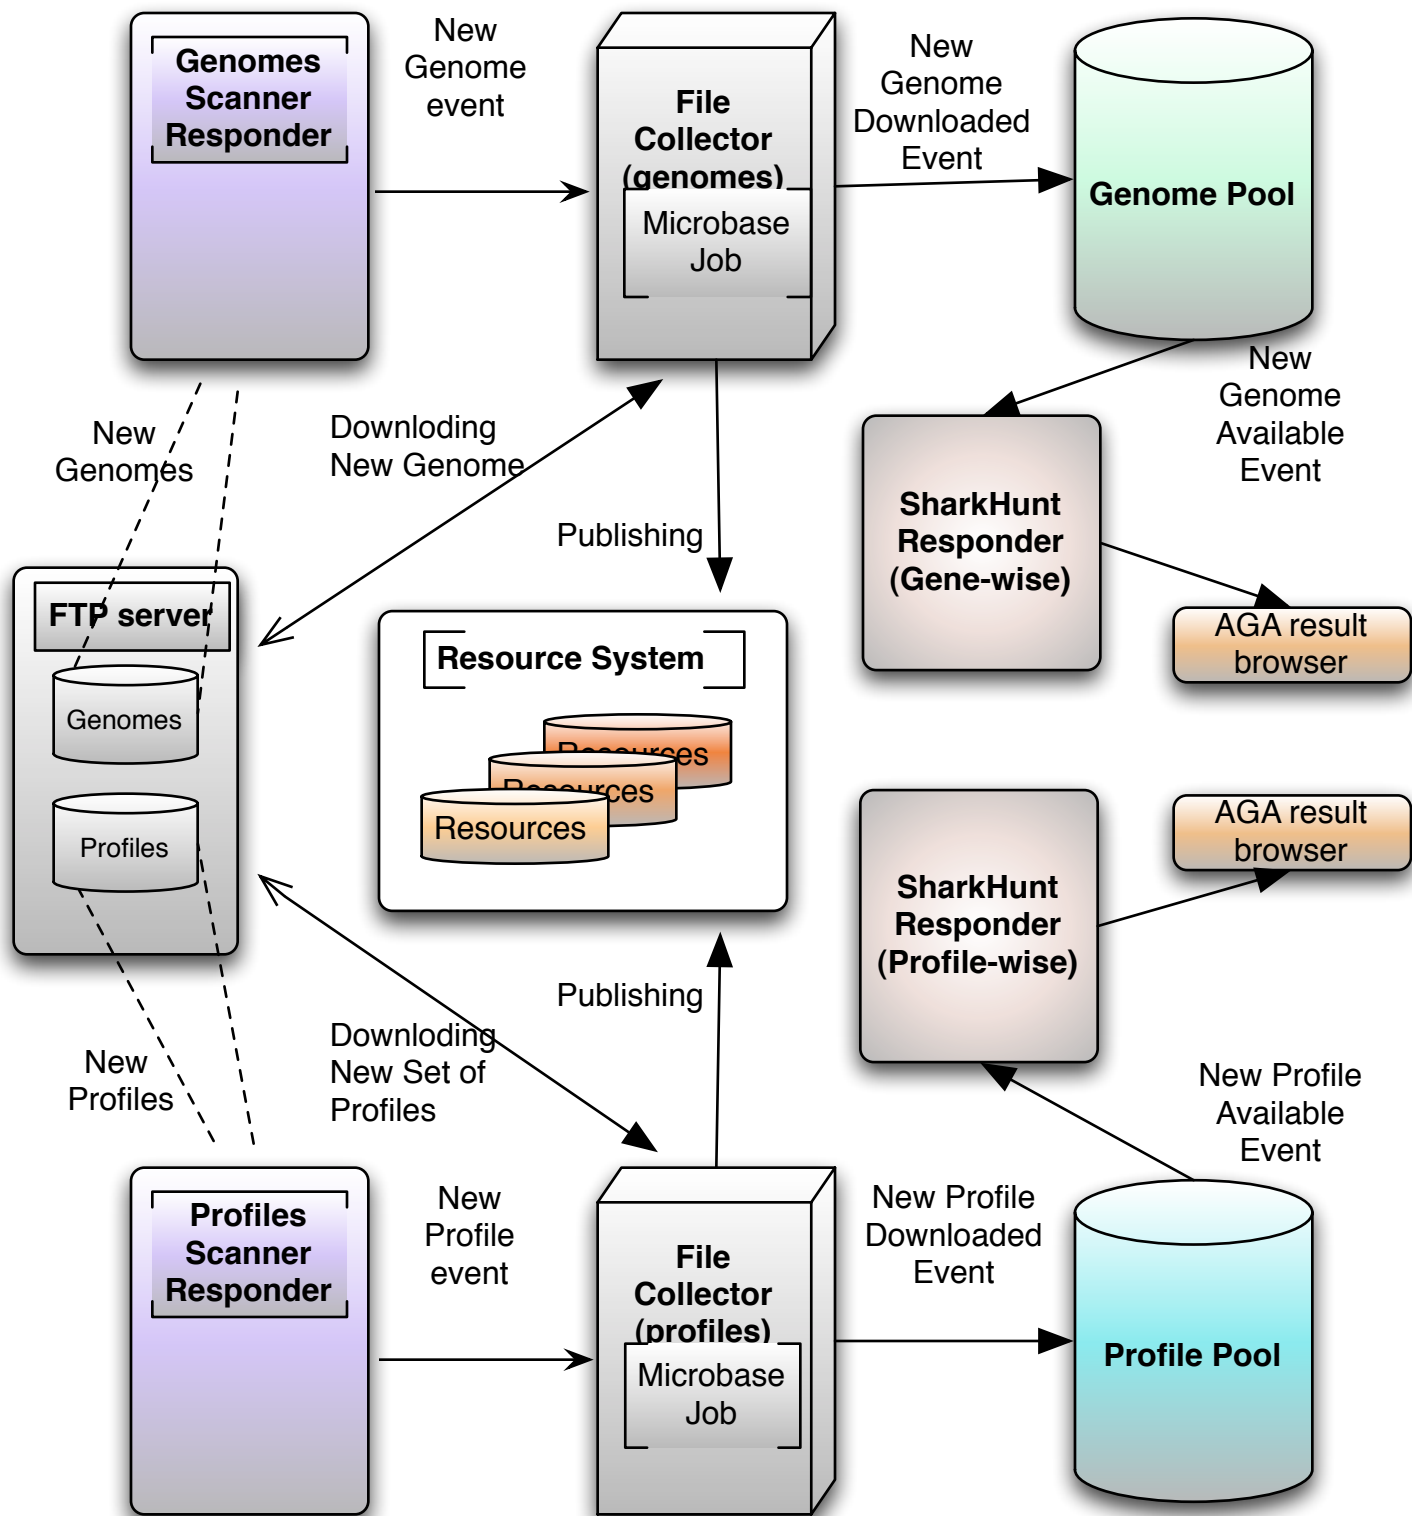 Genomes
Scanner
Responder
New
Genome
event
File
Collector
(genomes)
Microbase
Job
New
Genome
Downloaded
Event
Genome Pool
New
Genomes
Downloding
New Genome
Publishing
New
Genome
Available
Event
SharkHunt
Responder
(Gene-wise)
AGA result
browser
FTP server
Genomes
Profiles
Resource System
Resources
Resources
Resources
SharkHunt
Responder
(Profile-wise)
AGA result
browser
New
Profiles
Downloding
New Set of
Profiles
Publishing
New Profile
Available
Event
Profiles
Scanner
Responder
New
Profile
event
File
Collector
(profiles)
Microbase
Job
New Profile
Downloaded
Event
Profile Pool